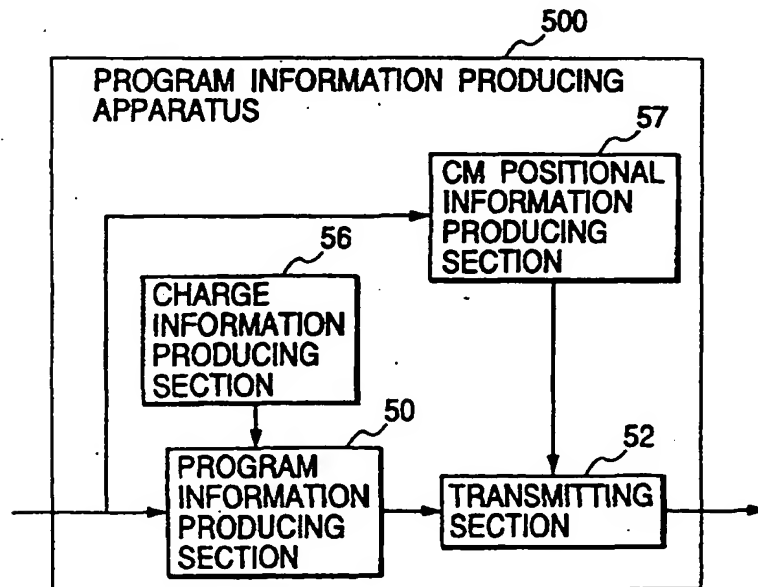 500
PROGRAM INFORMATION PRODUCING
APPARATUS
57
CM POSITIONAL
INFORMATION
PRODUCING
SECTION
56
CHARGE
INFORMATION
PRODUCING
SECTION
50
PROGRAM
INFORMATION
PRODUCING
SECTION
52
TRANSMITTING
SECTION